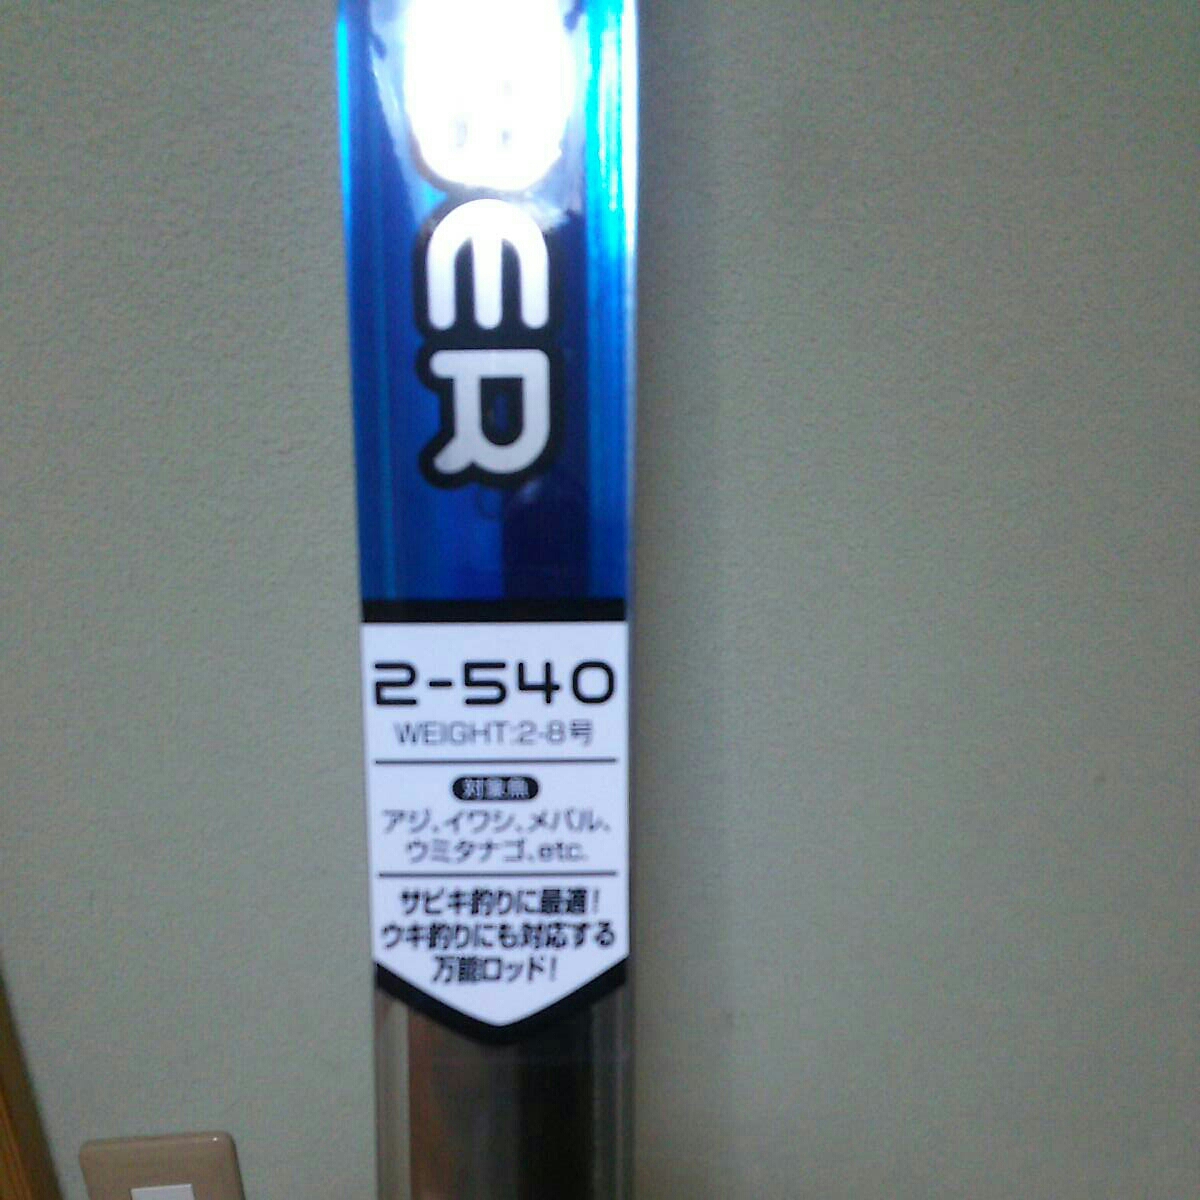 ER
2-540
WEIGHT:2-8号
対象魚
アジ、イワシ、メバル、
ウミタナゴ、etc.
サビキ釣りに最適!
ウキ釣りにも対応する
万能ロッド!